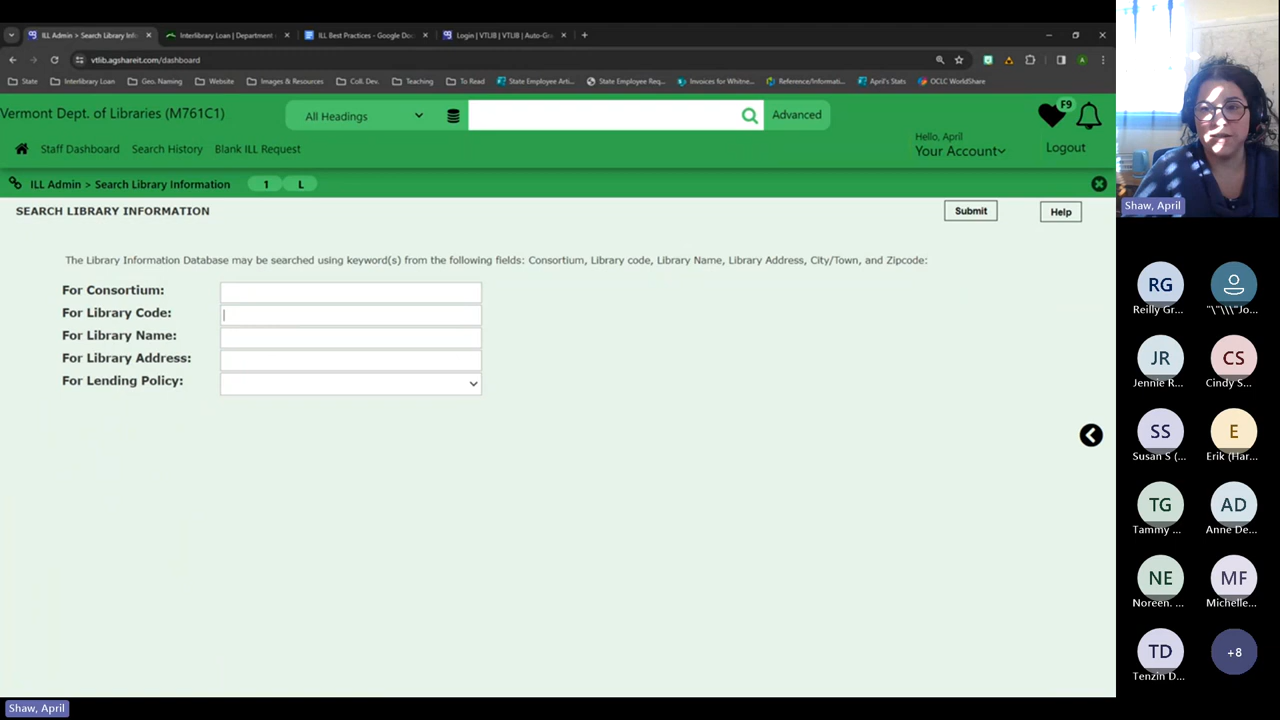 ILL Admin > Search Library Inf
Interlibrary Loan | Department
ILL Best Practices - Google Doc
Login | VTLIB | VTLIB | Auto-Gr
vtlib.agshareit.com/dashboard
State
Interlibrary Loan
Geo. Naming
Website
Images & Resources
Coll. Dev.
Teaching
To Read
State Employee Arti...
State Employee Req...
Invoices for Whitne...
Reference/Informati...
April's Stats
OCLC WorldShare
Vermont Dept. of Libraries (M761C1)
All Headings
Advanced
F9
Hello, April
Your Account
Logout
Staff Dashboard
Search History
Blank ILL Request
ILL Admin > Search Library Information
1
L
SEARCH LIBRARY INFORMATION
Submit
Help
The Library Information Database may be searched using keyword(s) from the following fields: Consortium, Library code, Library Name, Library Address, City/Town, and Zipcode:
For Consortium:
For Library Code:
For Library Name:
For Library Address:
For Lending Policy:
Shaw, April
RG
Reilly Gr...
"\"\\\"Jo...
JR
Jennie R...
CS
Cindy S...
SS
Susan S (...
E
Erik (Har...
TG
Tammy ...
AD
Anne De...
NE
Noreen. ...
MF
Michelle...
TD
Tenzin D...
+8
Shaw, April